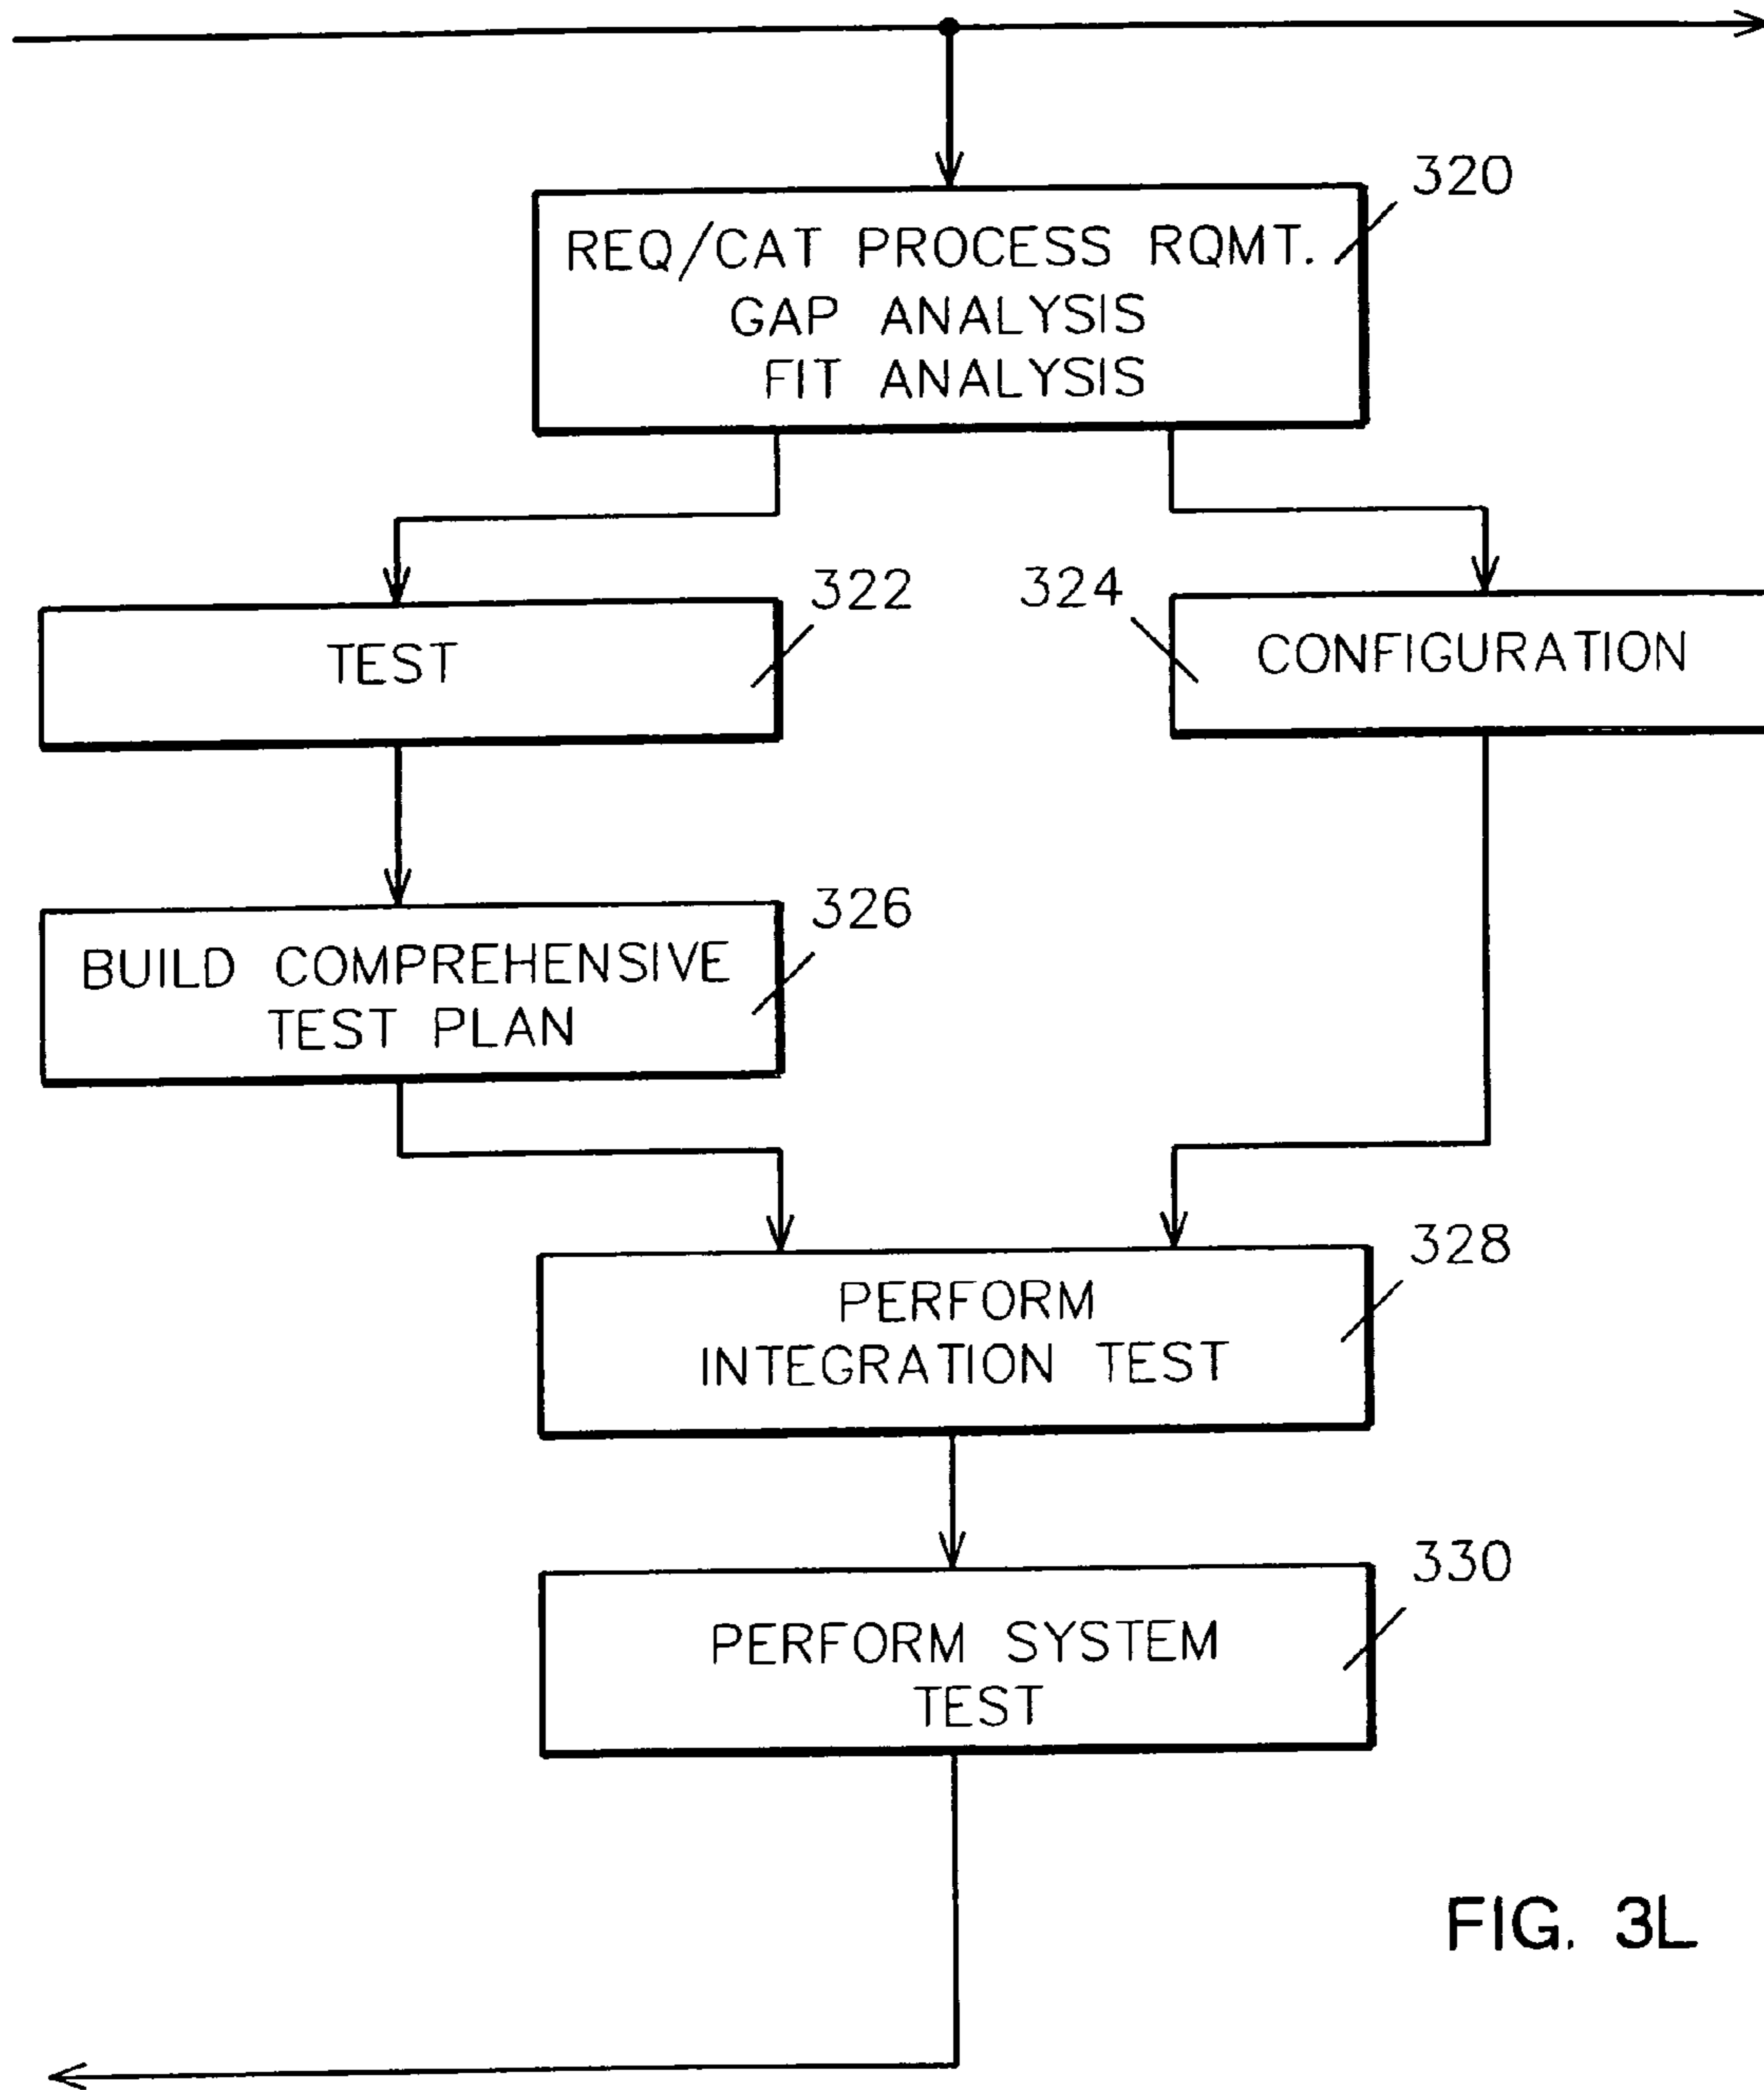 320
REQ/CAT PROCESS RQMT.
GAP ANALYSIS
FIT ANALYSIS
322
TEST
324
CONFIGURATION
326
BUILD COMPREHENSIVE
TEST PLAN
328
PERFORM
INTEGRATION TEST
330
PERFORM SYSTEM
TEST
FIG. 3L